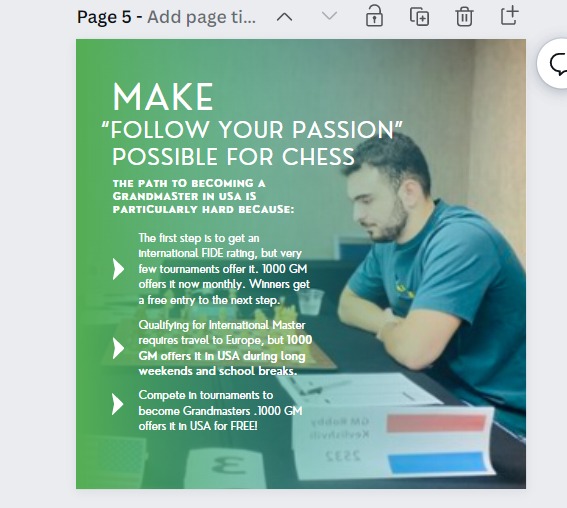 Page 5 - Add page ti...
MAKE
“FOLLOW YOUR PASSION”
POSSIBLE FOR CHESS
THE PATH TO BECOMING A
GRANDMASTER IN USA IS
PARTICULARLY HARD BECAUSE:
The first step is to get an
International FIDE rating, but very
few tournaments offer it. 1000 GM
offers it now monthly. Winners get
a free entry to the next step.
Qualifying for International Master
requires travel to Europe, but 1000
GM offers it in USA during long
weekends and school breaks.
Compete in tournaments to
become Grandmasters .1000 GM
offers it in USA for FREE!
GM Nobby
Kevlishvili
2532
3